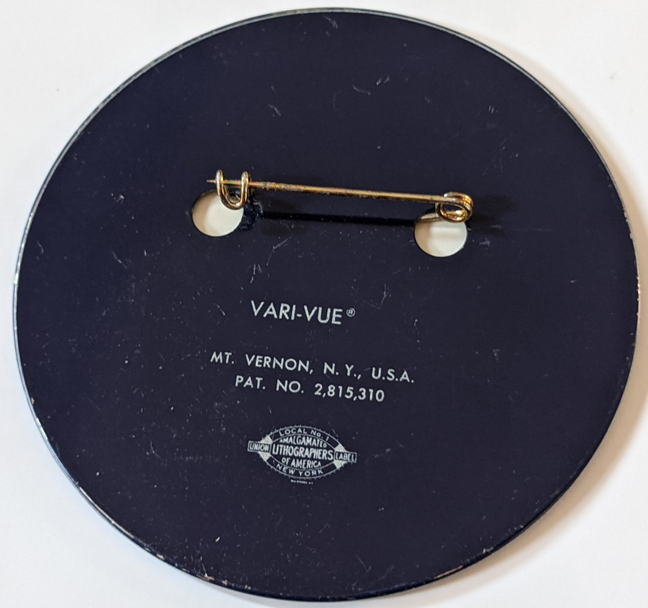 VARI-VUE®
MT. VERNON, N. Y., U.S.A.
PAT. NO. 2,815,310
LOCAL No. 1
AMALGAMATED
UNION LITHOGRAPHERS LABEL
OF AMERICA
NEW YORK